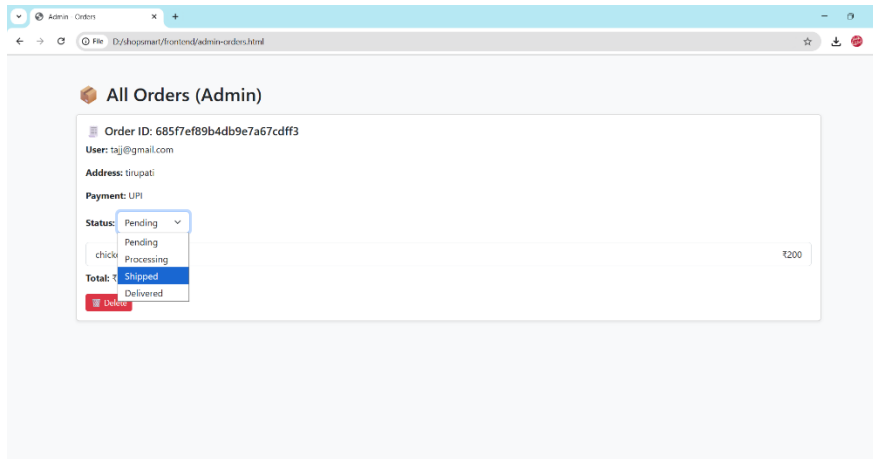 Admin Orders
File D:/shopsmart/frontend/admin-orders.html
All Orders (Admin)
Order ID: 685f7ef89b4db9e7a67cdff3
User: tajj@gmail.com
Address: tirupati
Payment: UPI
Status: Pending
Pending
Processing
Shipped
Delivered
₹200
Total:
Delete